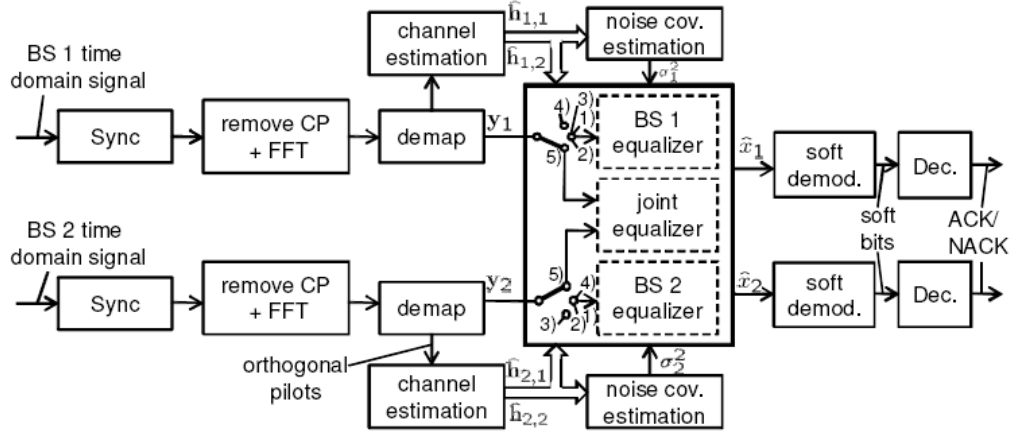 BS 1 time
domain signal
Sync
remove CP
+ FFT
demap
channel
estimation
ĥ1,1
ĥ1,2
noise cov.
estimation
σ₁²
y1
4)
3)
1)
2)
5)
BS 1
equalizer
joint
equalizer
BS 2
equalizer
x̂1
soft
demod.
Dec.
soft
bits
ACK/
NACK
BS 2 time
domain signal
Sync
remove CP
+ FFT
demap
y2
5)
4)
3)
2)
1)
x̂2
soft
demod.
Dec.
orthogonal
pilots
channel
estimation
ĥ2,1
ĥ2,2
noise cov.
estimation
σ₂²